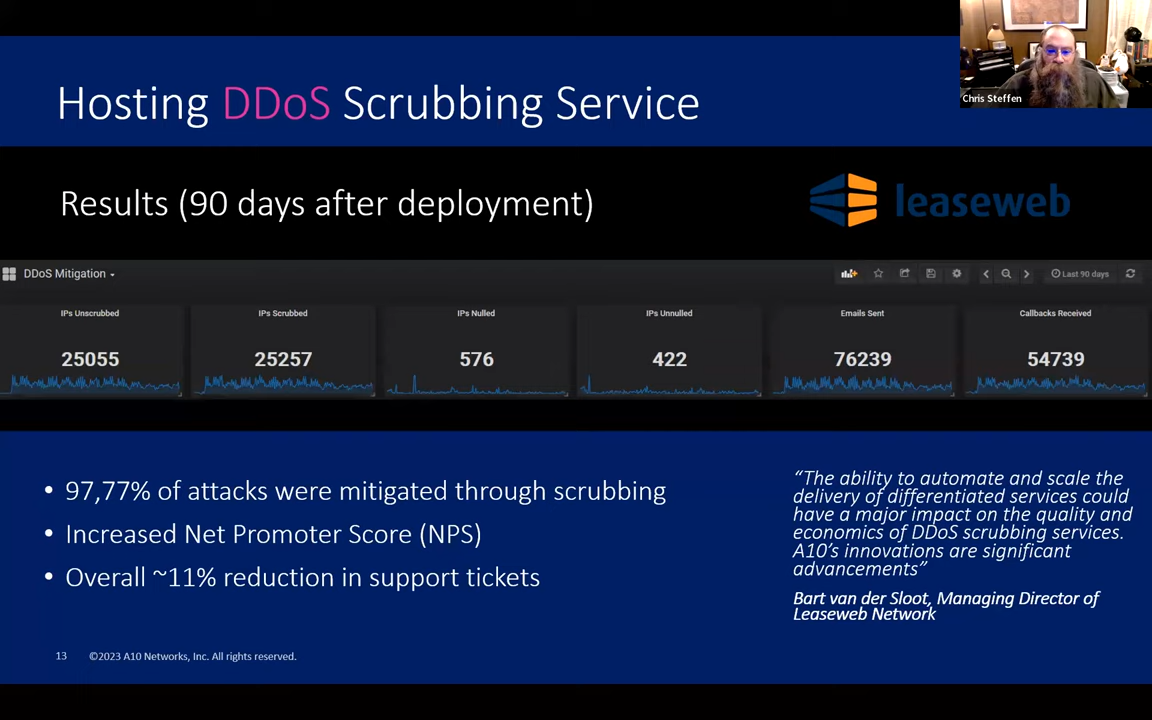 Chris Steffen
Hosting DDoS Scrubbing Service
Results (90 days after deployment)
leaseweb
DDoS Mitigation
Last 90 days
IPs Unscrubbed
IPs Scrubbed
IPs Nulled
IPs Unnulled
Emails Sent
Callbacks Received
25055
25257
576
422
76239
54739
• 97,77% of attacks were mitigated through scrubbing
• Increased Net Promoter Score (NPS)
• Overall ~11% reduction in support tickets
“The ability to automate and scale the
delivery of differentiated services could
have a major impact on the quality and
economics of DDoS scrubbing services.
A10’s innovations are significant
advancements”
Bart van der Sloot, Managing Director of
Leaseweb Network
13 ©2023 A10 Networks, Inc. All rights reserved.